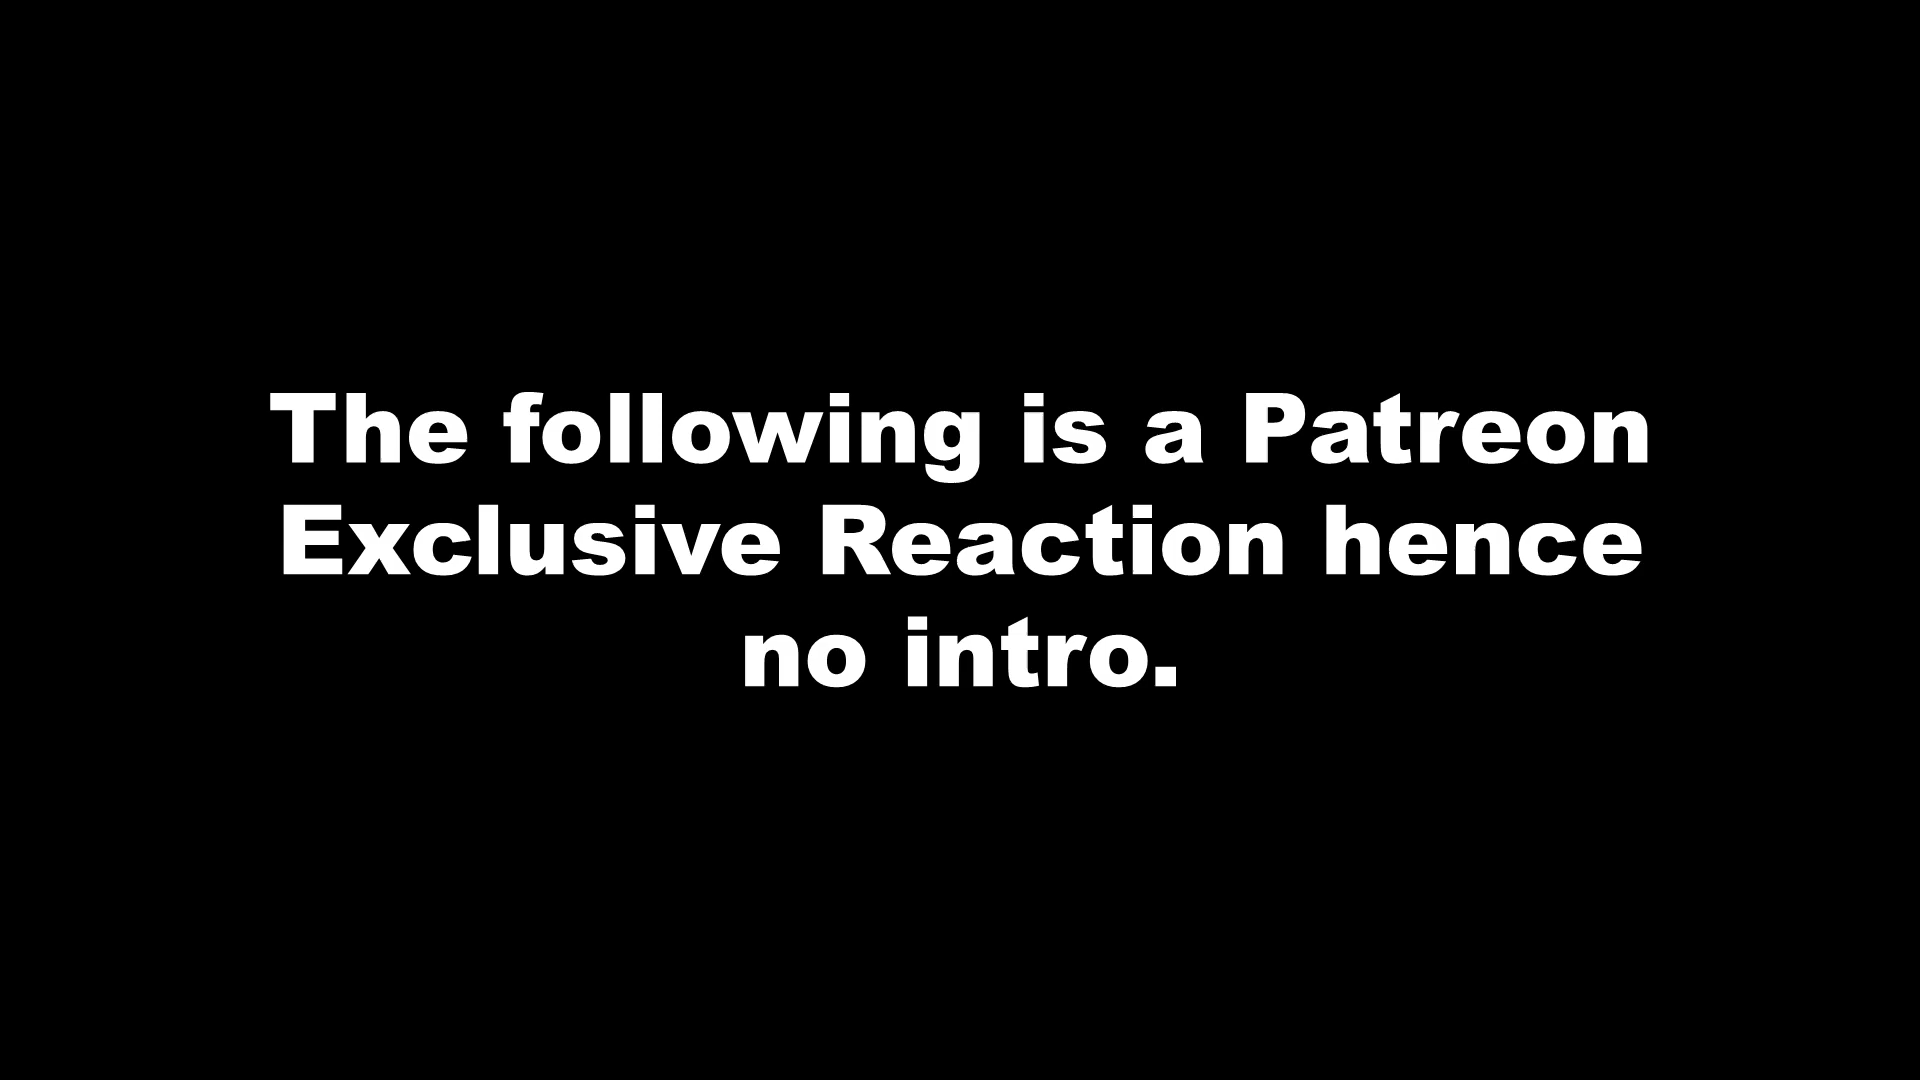 The following is a Patreon
Exclusive Reaction hence
no intro.